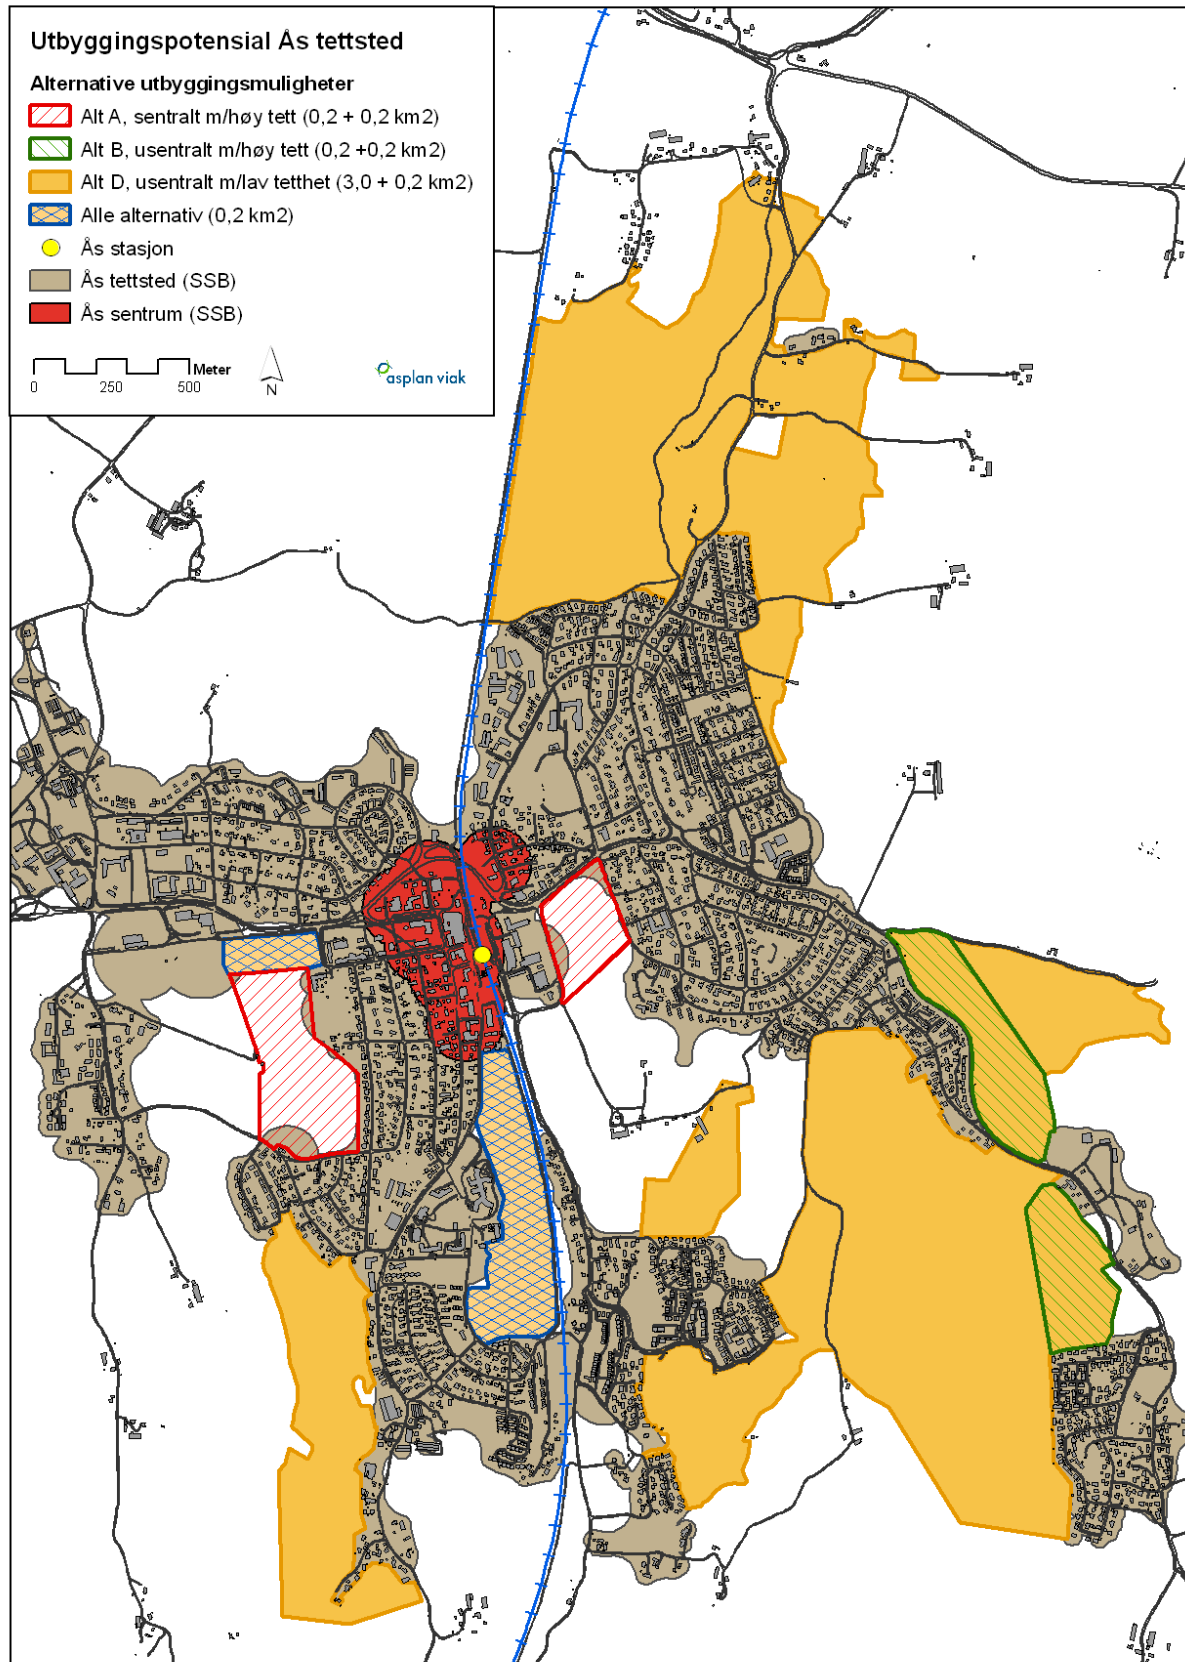 Utbyggingspotensial Ås tettsted
Alternative utbyggingsmuligheter
Alt A, sentralt m/høy tett (0,2 + 0,2 km2)
Alt B, usentralt m/høy tett (0,2 +0,2 km2)
Alt D, usentralt m/lav tetthet (3,0 + 0,2 km2)
Alle alternativ (0,2 km2)
Ås stasjon
Ås tettsted (SSB)
Ås sentrum (SSB)
Meter
0 250 500
N
asplan viak